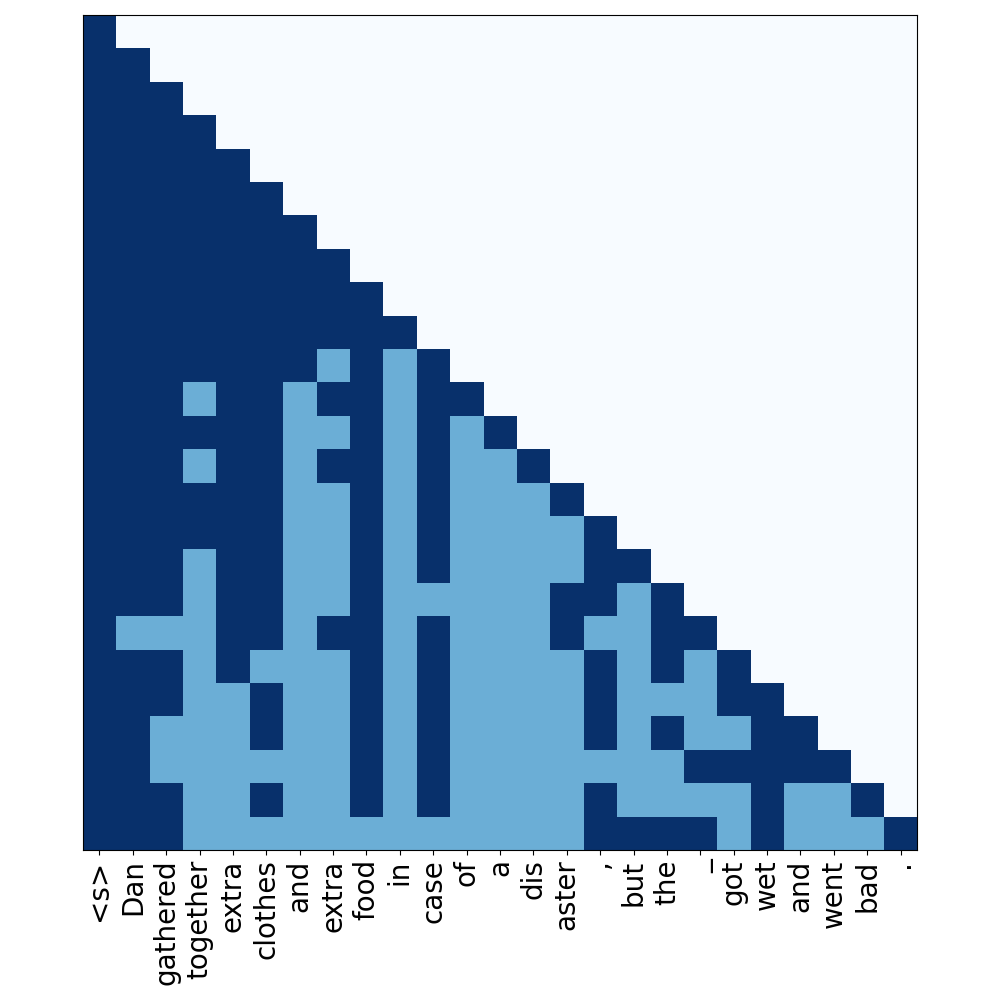 <s> Dan gathered together extra clothes and extra food in case of a dis aster , but the _ got wet and went bad .